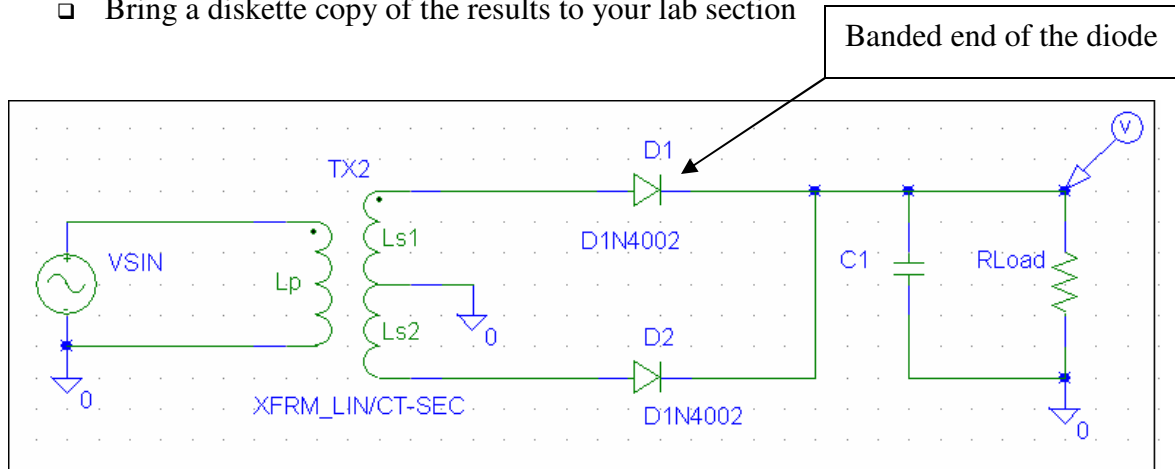 Bring a diskette copy of the results to your lab section
Banded end of the diode
V
D1
TX2
Ls1
D1N4002
VSIN
Lp
C1
RLoad
Ls2
0
D2
0
XFRM_LIN/CT-SEC
D1N4002
0